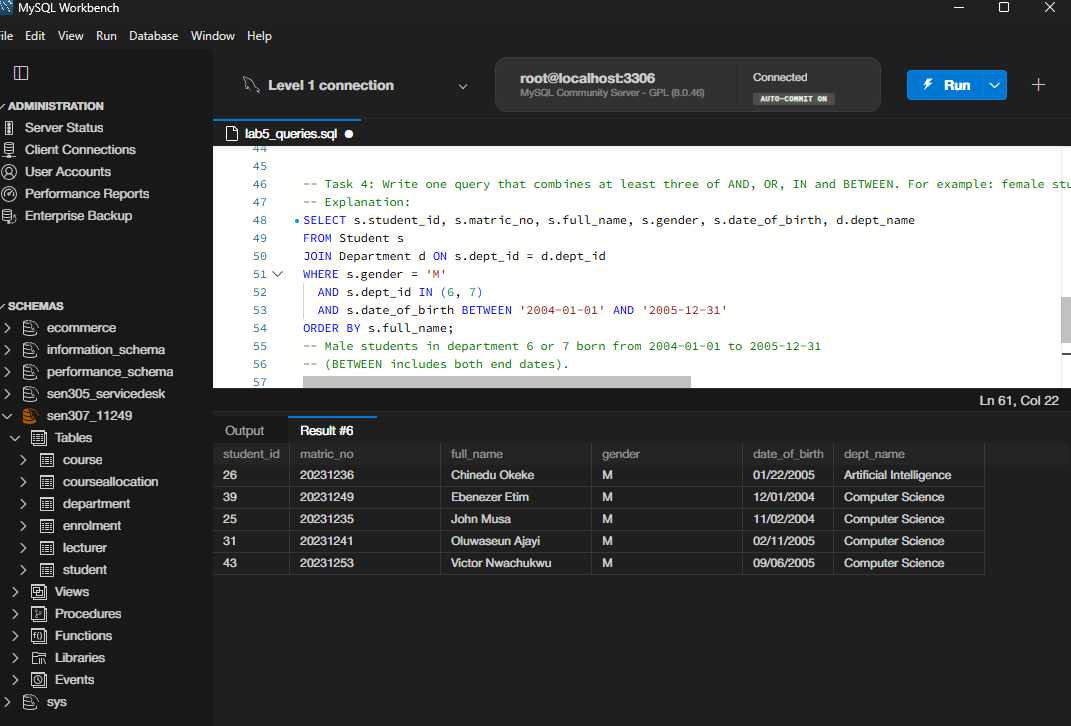 MySQL Workbench
ile Edit View Run Database Window Help
Level 1 connection
root@localhost:3306
MySQL Community Server - GPL (8.0.46)
Connected
AUTO-COMMIT ON
Run
ADMINISTRATION
Server Status
Client Connections
User Accounts
Performance Reports
Enterprise Backup
SCHEMAS
ecommerce
information_schema
performance_schema
sen305_servicedesk
sen307_11249
Tables
course
courseallocation
department
enrolment
lecturer
student
Views
Procedures
Functions
Libraries
Events
sys
lab5_queries.sql
44
45
46 -- Task 4: Write one query that combines at least three of AND, OR, IN and BETWEEN. For example: female stu
47 -- Explanation:
48 SELECT s.student_id, s.matric_no, s.full_name, s.gender, s.date_of_birth, d.dept_name
49 FROM Student s
50 JOIN Department d ON s.dept_id = d.dept_id
51 WHERE s.gender = 'M'
52 AND s.dept_id IN (6, 7)
53 AND s.date_of_birth BETWEEN '2004-01-01' AND '2005-12-31'
54 ORDER BY s.full_name;
55 -- Male students in department 6 or 7 born from 2004-01-01 to 2005-12-31
56 -- (BETWEEN includes both end dates).
57
Ln 61, Col 22
Output Result #6
student_id matric_no full_name gender date_of_birth dept_name
26 20231236 Chinedu Okeke M 01/22/2005 Artificial Intelligence
39 20231249 Ebenezer Etim M 12/01/2004 Computer Science
25 20231235 John Musa M 11/02/2004 Computer Science
31 20231241 Oluwaseun Ajayi M 02/11/2005 Computer Science
43 20231253 Victor Nwachukwu M 09/06/2005 Computer Science